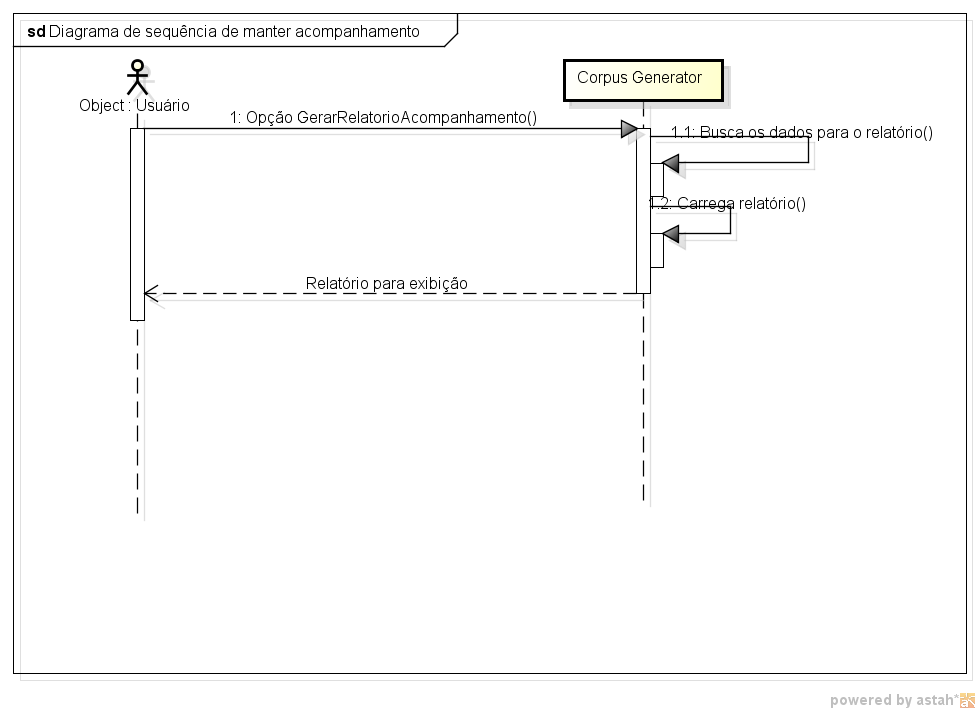 sd Diagrama de sequência de manter acompanhamento
Object : Usuário
Corpus Generator
1: Opção GerarRelatorioAcompanhamento()
1.1: Busca os dados para o relatório()
1.2: Carrega relatório()
Relatório para exibição
powered by astah*